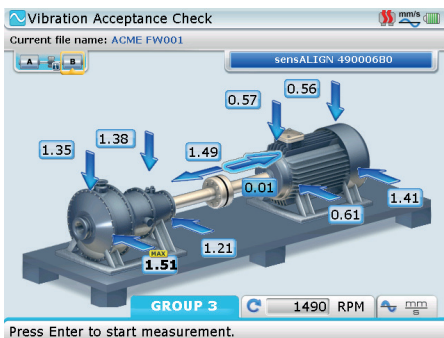 Vibration Acceptance Check mm/s
Current file name: ACME FW001
A B
sensALIGN 490006B0
0.56
0.57
1.38
1.35
1.49
0.01
1.41
0.61
1.21
MAX
1.51
GROUP 3 1490 RPM mm/s
Press Enter to start measurement.